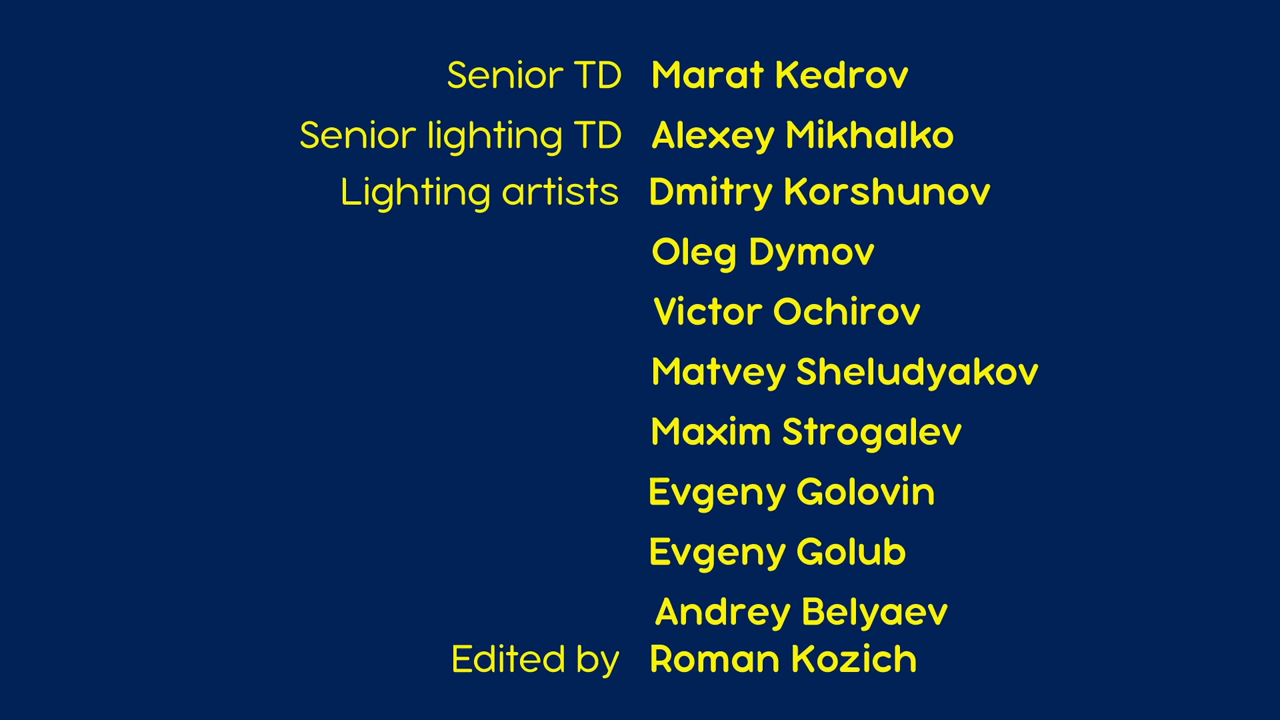 Senior TD Marat Kedrov
Senior lighting TD Alexey Mikhalko
Lighting artists Dmitry Korshunov
Oleg Dymov
Victor Ochirov
Matvey Sheludyakov
Maxim Strogalev
Evgeny Golovin
Evgeny Golub
Andrey Belyaev
Edited by Roman Kozich